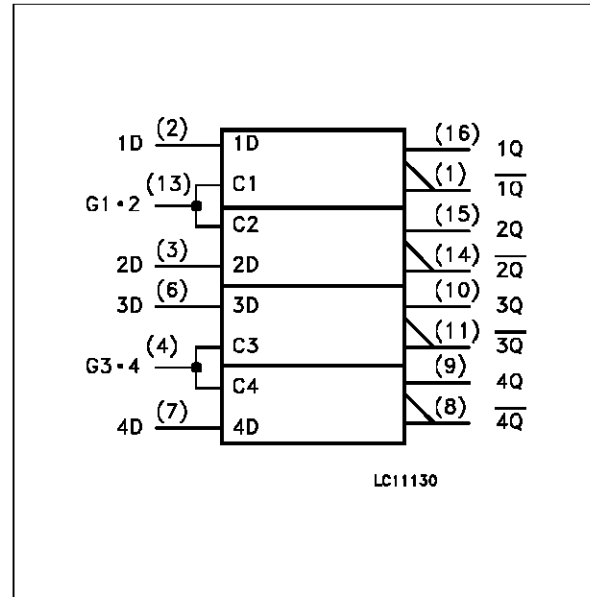 1D (2) 1D (16) 1Q
G1•2 (13) C1 (1) 1Q̅
C2 (15) 2Q
2D (3) 2D (14) 2Q̅
3D (6) 3D (10) 3Q
G3•4 (4) C3 (11) 3Q̅
C4 (9) 4Q
4D (7) 4D (8) 4Q̅
LC11130